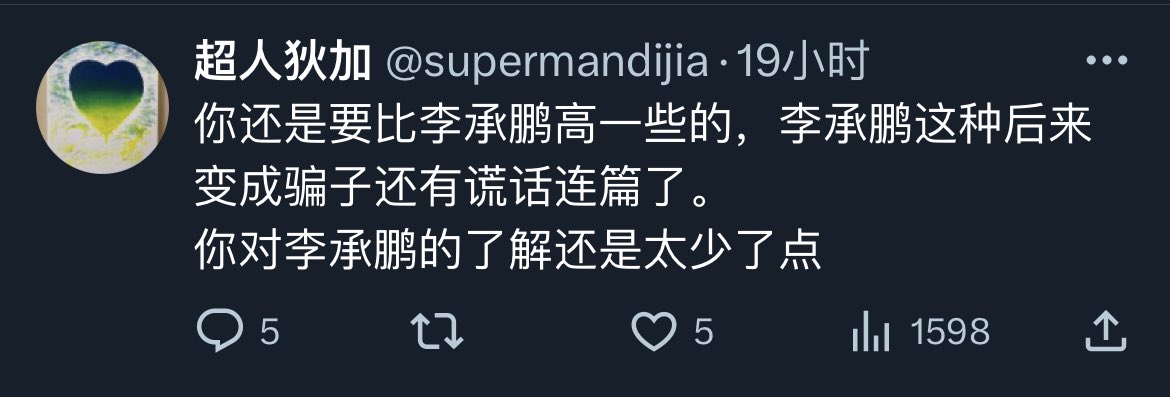 超人狄加 @supermandijia · 19小时
你还是要比李承鹏高一些的，李承鹏这种后来
变成骗子还有谎话连篇了。
你对李承鹏的了解还是太少了点
5 5 1598